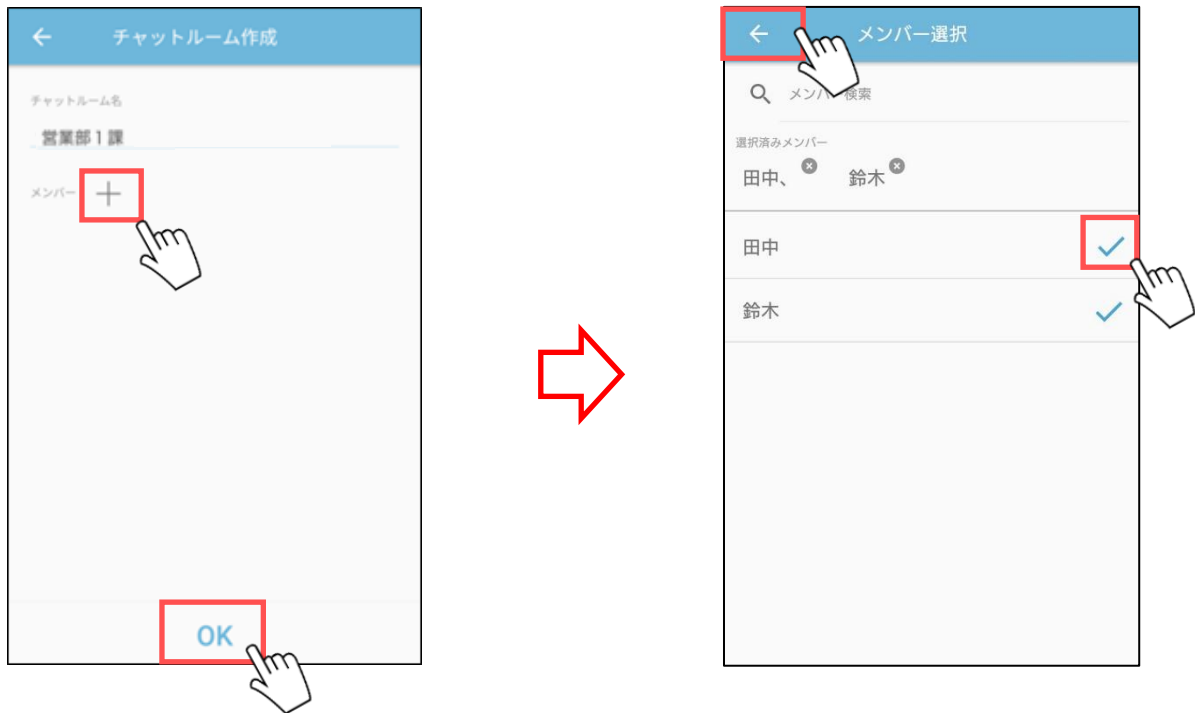 チャットルーム作成
チャットルーム名
営業部1課
メンバー
OK
メンバー選択
メンバー検索
選択済みメンバー
田中、 鈴木
田中
鈴木